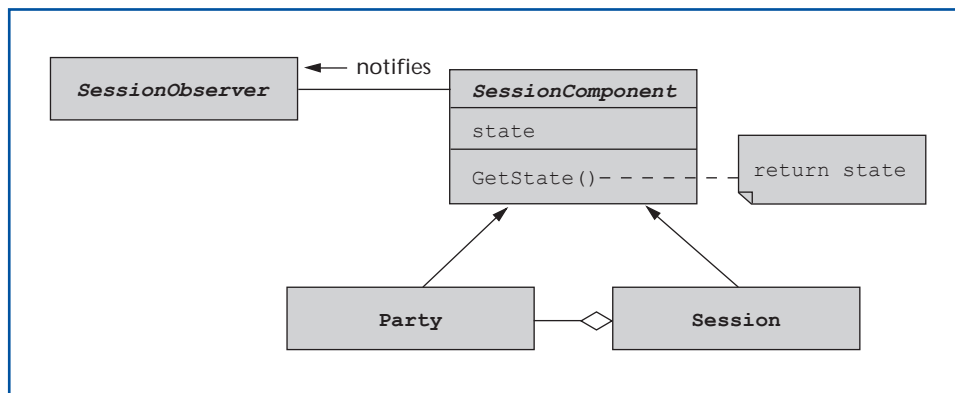 notifies
SessionObserver
SessionComponent
state
GetState()
return state
Party
Session